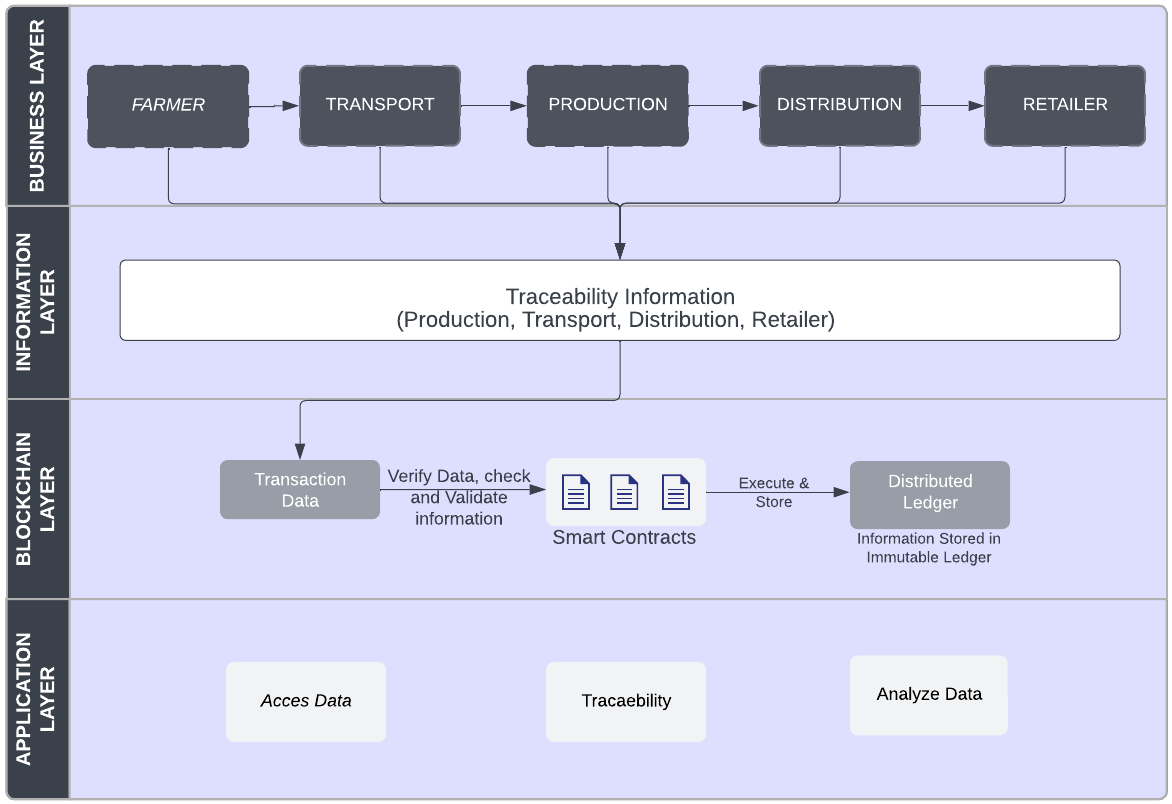 BUSINESS LAYER
FARMER
TRANSPORT
PRODUCTION
DISTRIBUTION
RETAILER
INFORMATION
LAYER
Traceability Information
(Production, Transport, Distribution, Retailer)
BLOCKCHAIN
LAYER
Transaction
Data
Verify Data, check
and Validate
information
Smart Contracts
Execute &
Store
Distributed
Ledger
Information Stored in
Immutable Ledger
APPLICATION
LAYER
Acces Data
Tracaebility
Analyze Data